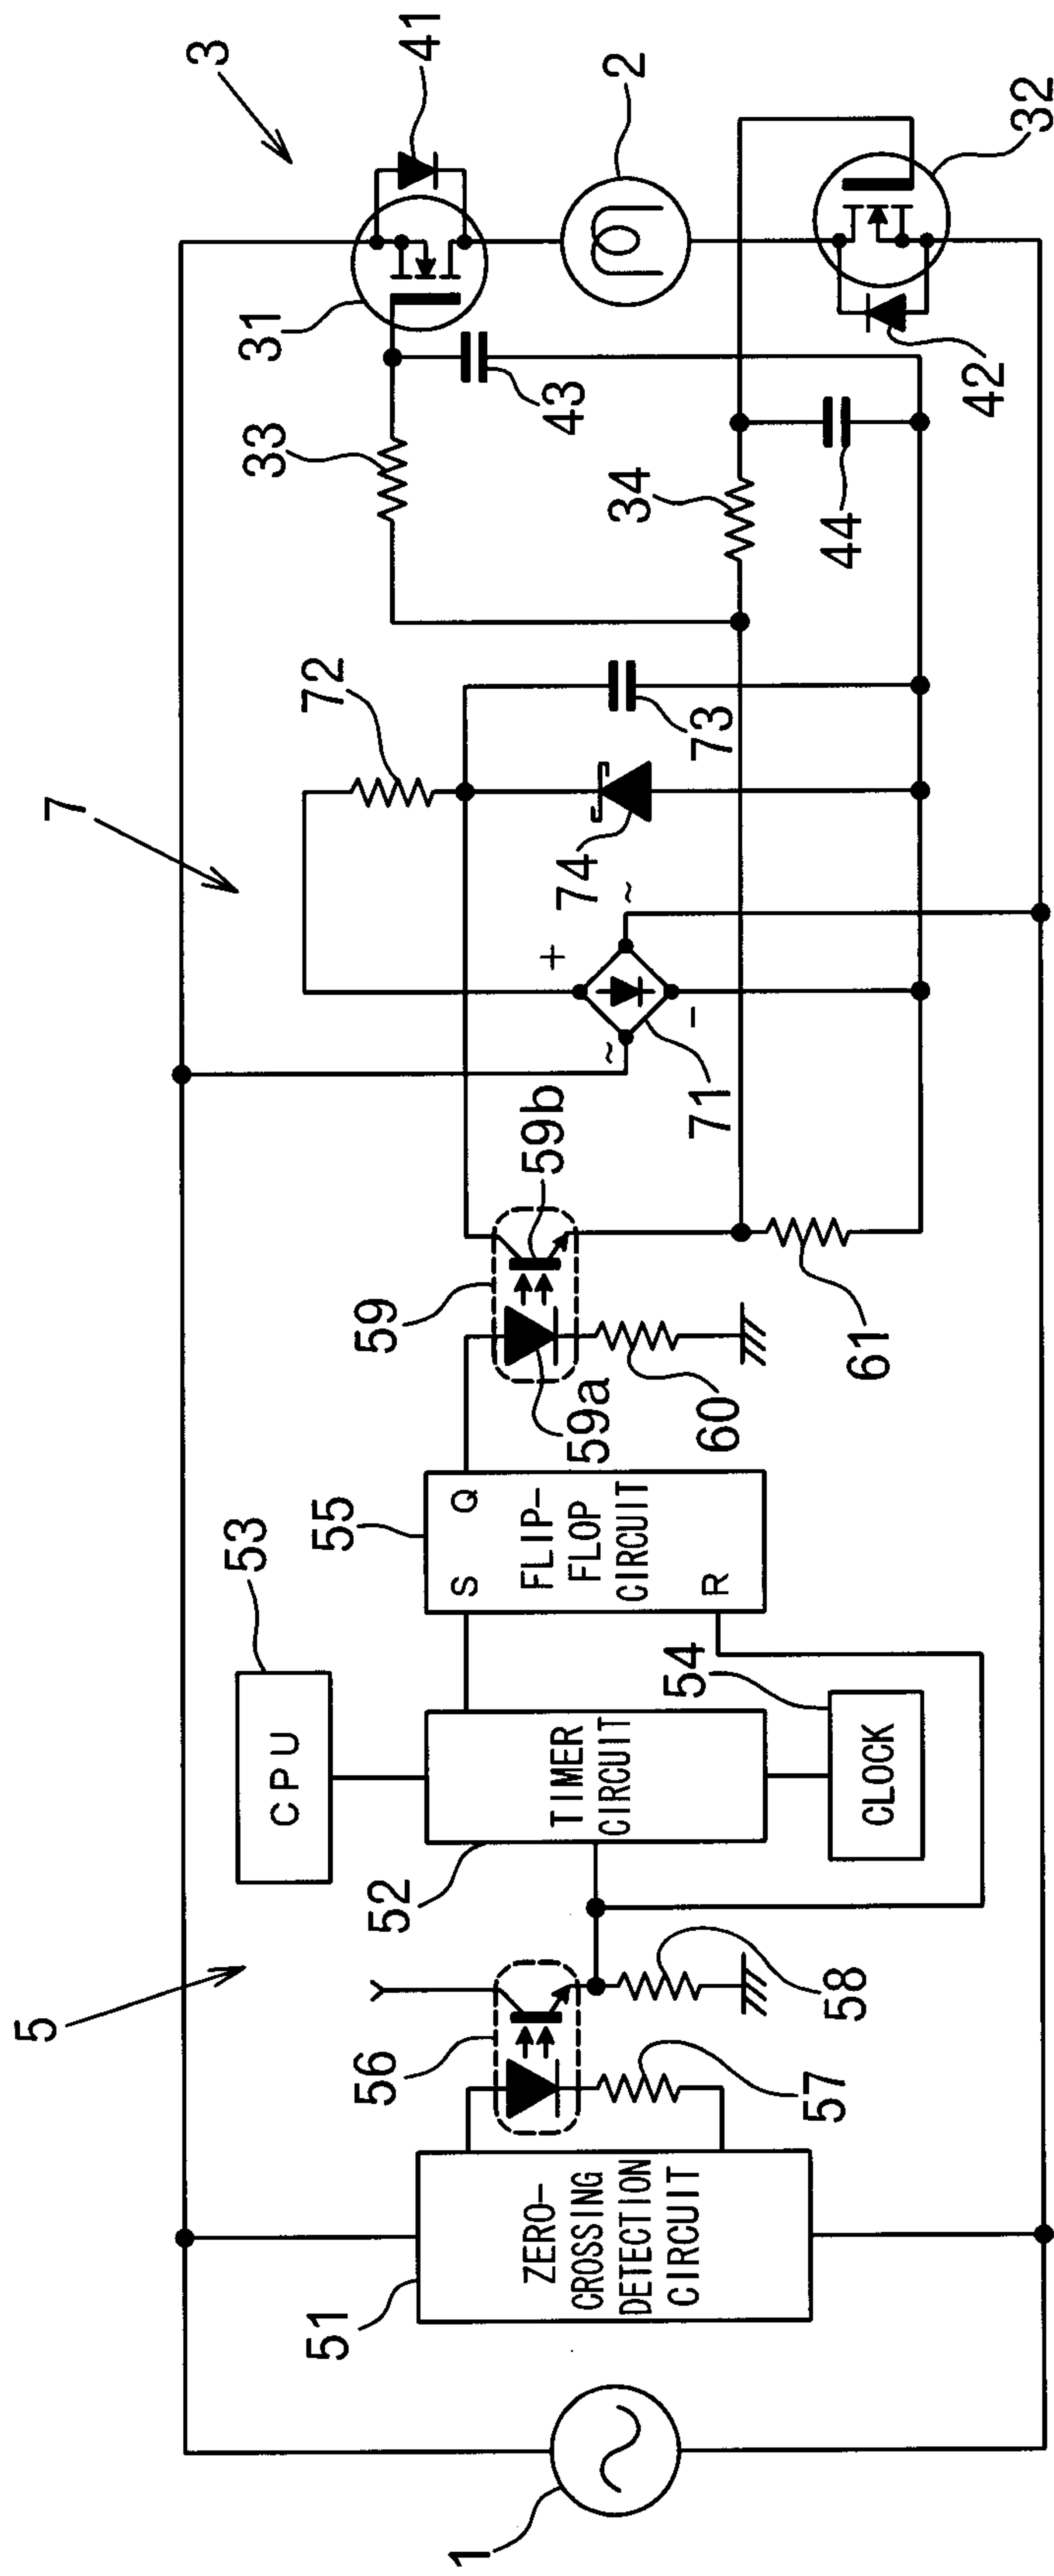 3
41
31
2
32
33
43
34
44
42
7
72
73
74
~
+
~
-
71
59
59b
59a
60
61
5
53
CPU
55
S
Q
FLIP-
FLOP
CIRCUIT
R
52
TIMER
CIRCUIT
54
CLOCK
56
57
58
51
ZERO-
CROSSING
DETECTION
CIRCUIT
1